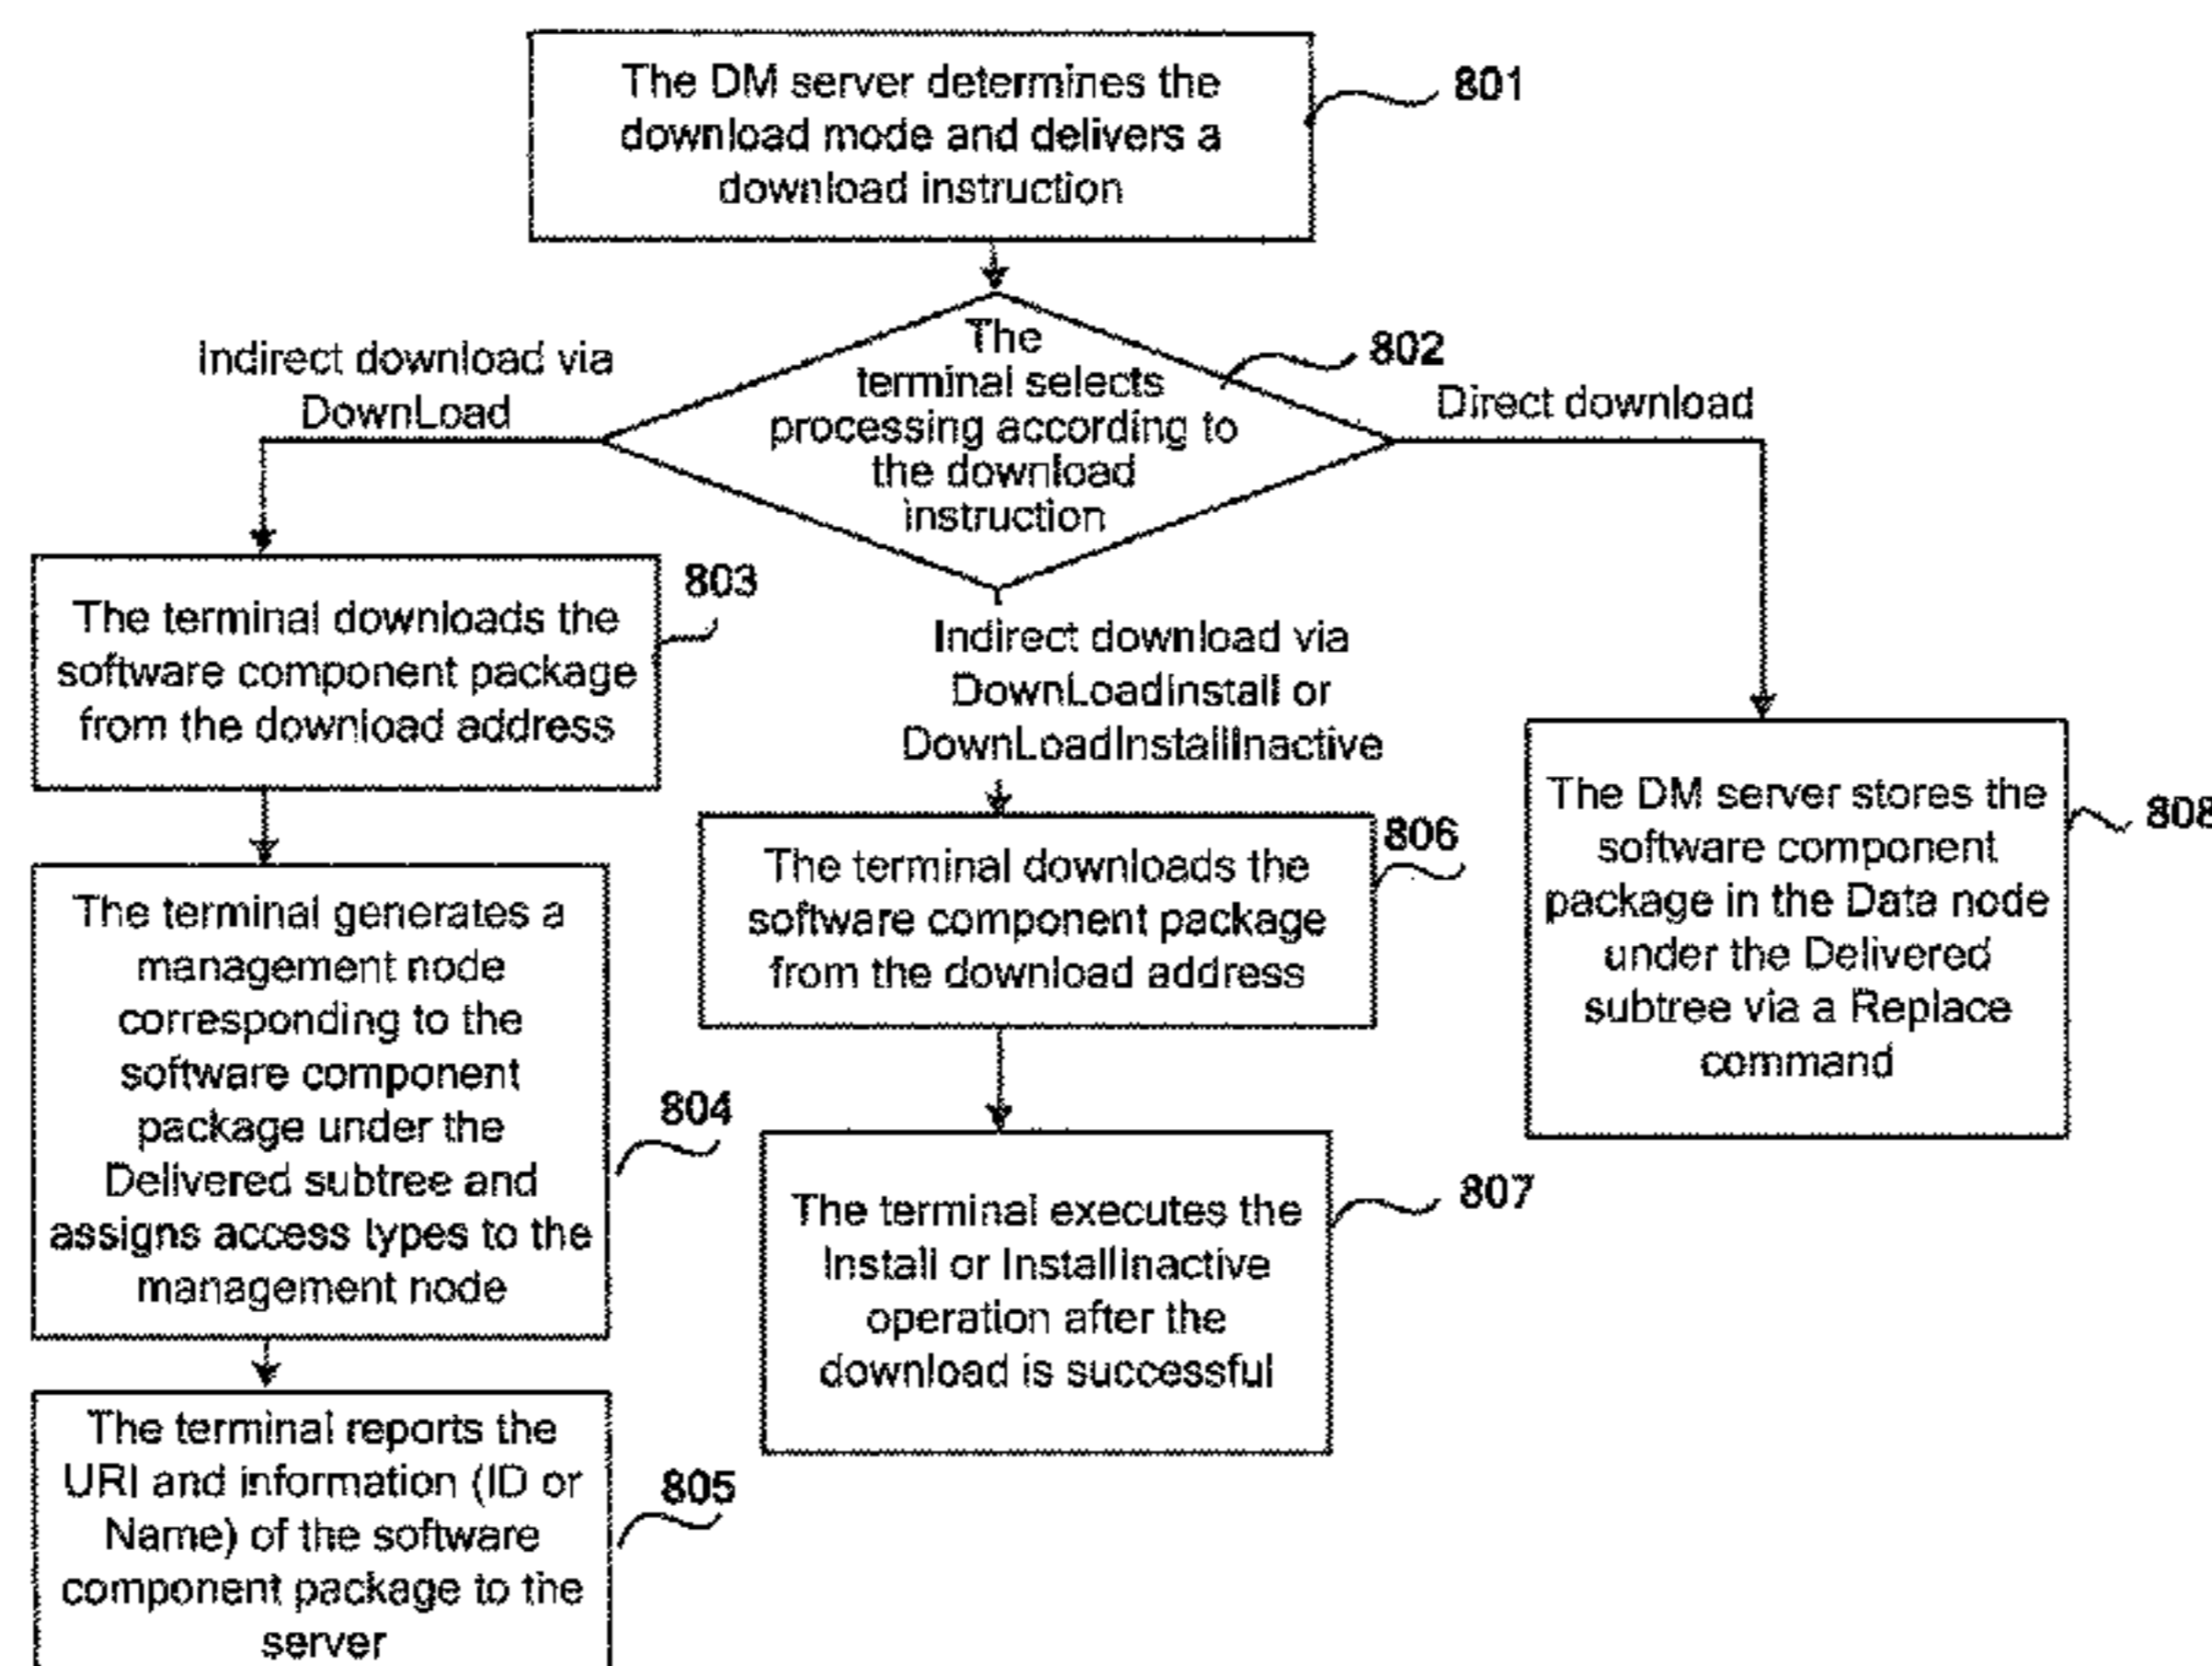 The DM server determines the
download mode and delivers a
download instruction
801
The
terminal selects
processing according to
the download
instruction
802
Indirect download via
DownLoad
Direct download
The terminal downloads the
software component package
from the download address
803
Indirect download via
DownLoadInstall or
DownLoadInstallInactive
The terminal generates a
management node
corresponding to the
software component
package under the
Delivered subtree and
assigns access types to the
management node
804
The terminal downloads the
software component package
from the download address
806
The DM server stores the
software component
package in the Data node
under the Delivered
subtree via a Replace
command
808
The terminal executes the
Install or InstallInactive
operation after the
download is successful
807
The terminal reports the
URI and information (ID or
Name) of the software
component package to the
server
805